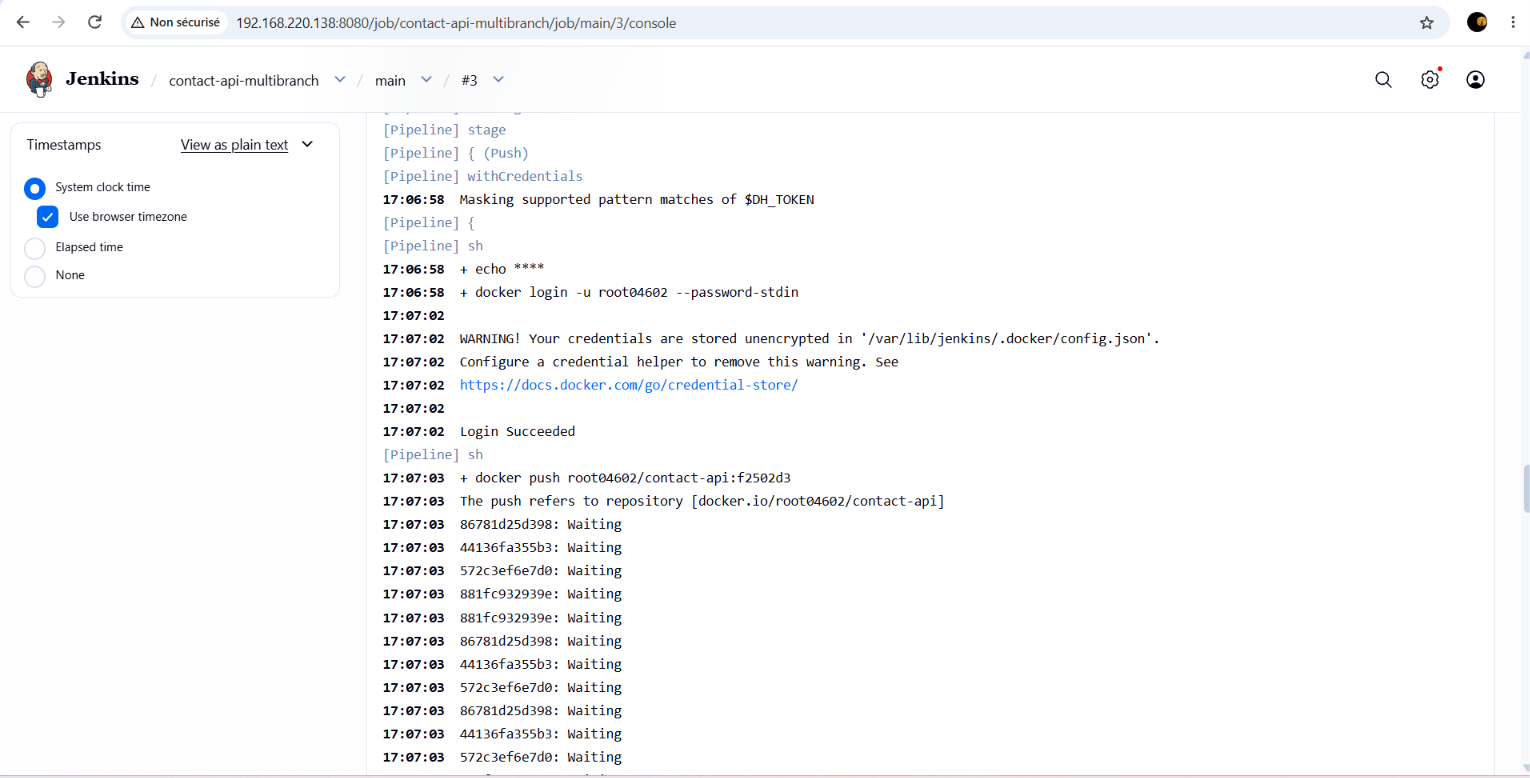 Non sécurisé 192.168.220.138:8080/job/contact-api-multibranch/job/main/3/console
Jenkins / contact-api-multibranch / main / #3
Timestamps View as plain text
System clock time
Use browser timezone
Elapsed time
None
[Pipeline] stage
[Pipeline] { (Push)
[Pipeline] withCredentials
17:06:58 Masking supported pattern matches of $DH_TOKEN
[Pipeline] {
[Pipeline] sh
17:06:58 + echo ****
17:06:58 + docker login -u root04602 --password-stdin
17:07:02
17:07:02 WARNING! Your credentials are stored unencrypted in '/var/lib/jenkins/.docker/config.json'.
17:07:02 Configure a credential helper to remove this warning. See
17:07:02 https://docs.docker.com/go/credential-store/
17:07:02
17:07:02 Login Succeeded
[Pipeline] sh
17:07:03 + docker push root04602/contact-api:f2502d3
17:07:03 The push refers to repository [docker.io/root04602/contact-api]
17:07:03 86781d25d398: Waiting
17:07:03 44136fa355b3: Waiting
17:07:03 572c3ef6e7d0: Waiting
17:07:03 881fc932939e: Waiting
17:07:03 881fc932939e: Waiting
17:07:03 86781d25d398: Waiting
17:07:03 44136fa355b3: Waiting
17:07:03 572c3ef6e7d0: Waiting
17:07:03 86781d25d398: Waiting
17:07:03 44136fa355b3: Waiting
17:07:03 572c3ef6e7d0: Waiting